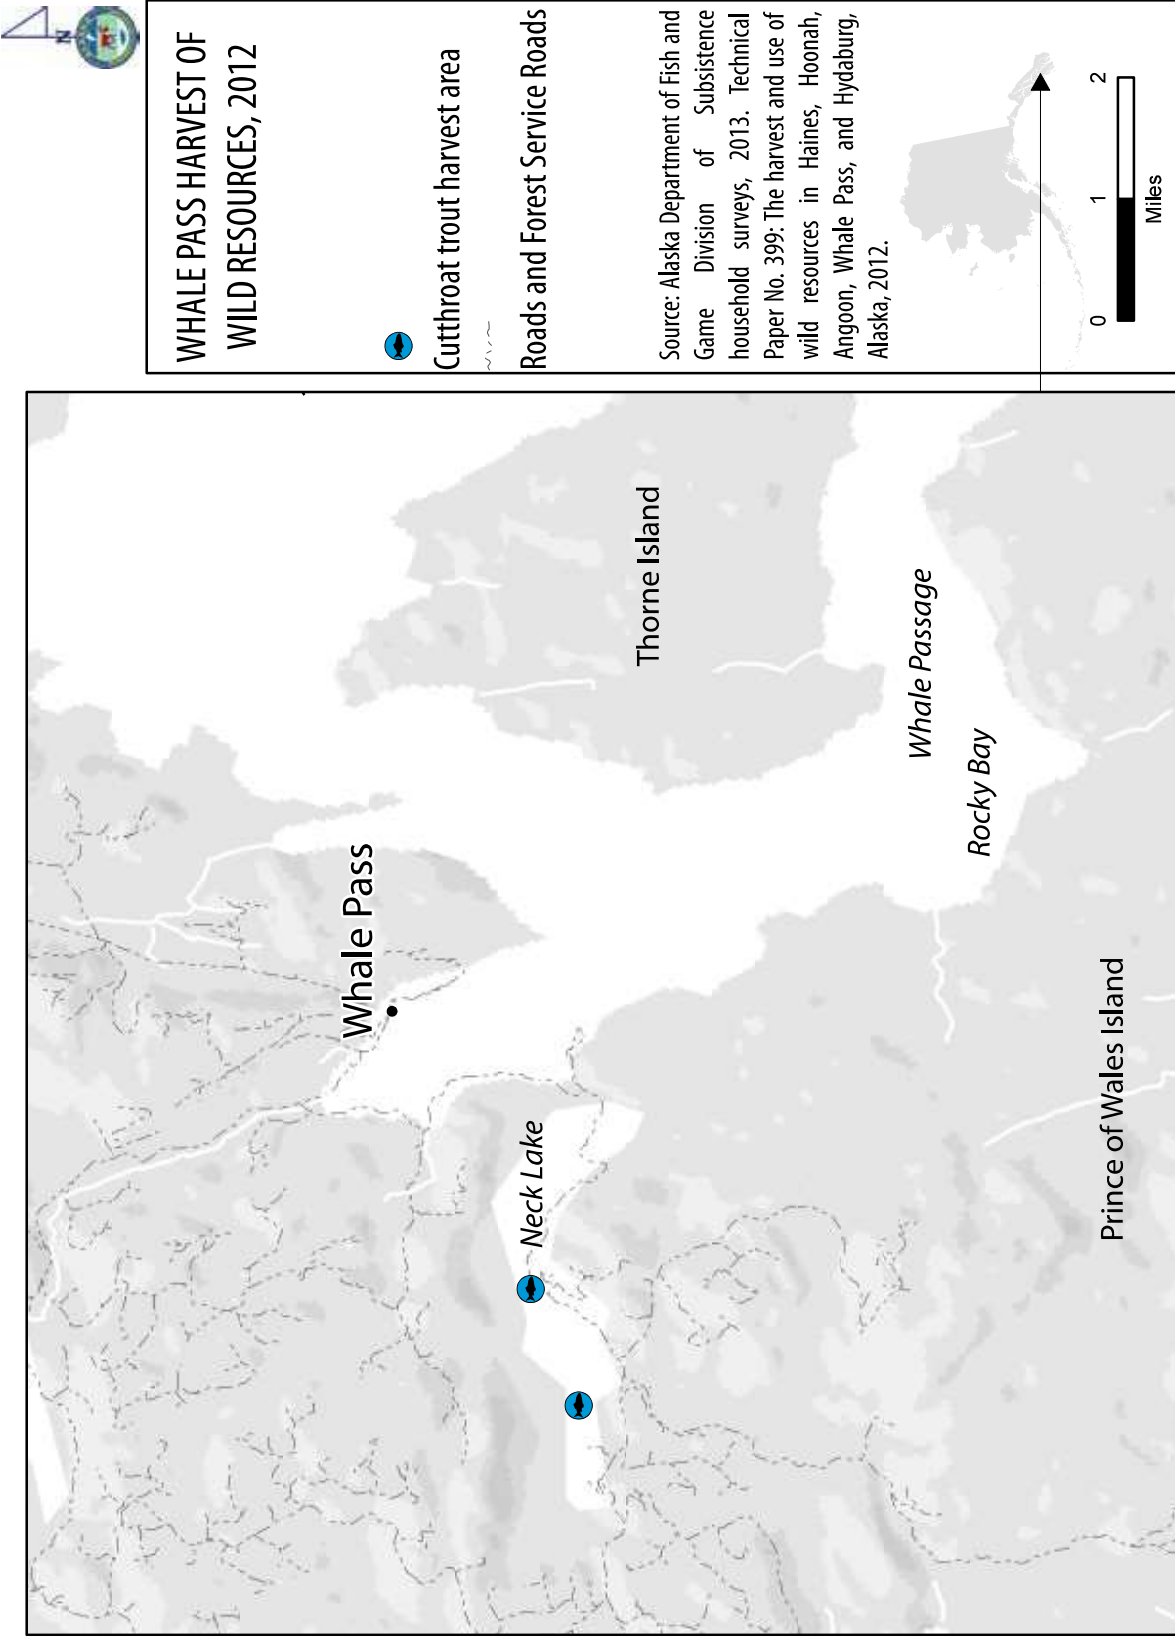 N
WHALE PASS HARVEST OF
WILD RESOURCES, 2012
Cutthroat trout harvest area
Roads and Forest Service Roads
Source: Alaska Department of Fish and
Game Division of Subsistence
household surveys, 2013. Technical
Paper No. 399: The harvest and use of
wild resources in Haines, Hoonah,
Angoon, Whale Pass, and Hydaburg,
Alaska, 2012.
0 1 2
Miles
Whale Pass
Neck Lake
Thorne Island
Whale Passage
Rocky Bay
Prince of Wales Island